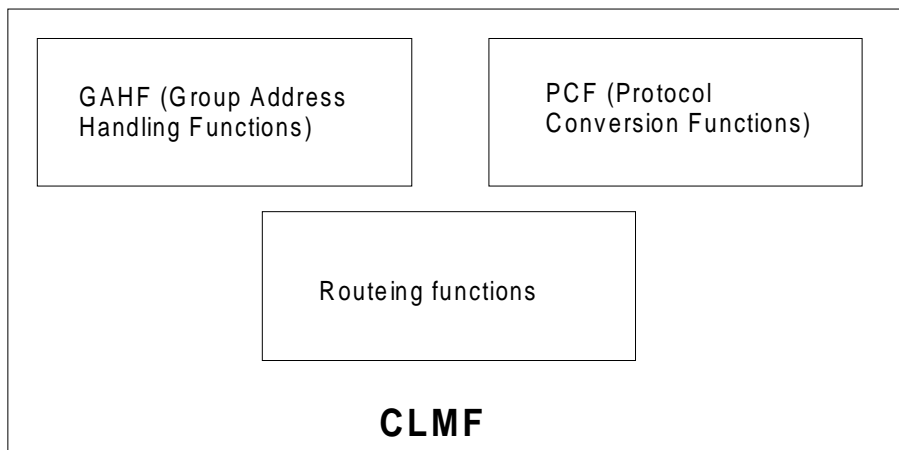 GAHF (Group Address
Handling Functions)
PCF (Protocol
Conversion Functions)
Routeing functions
CLMF